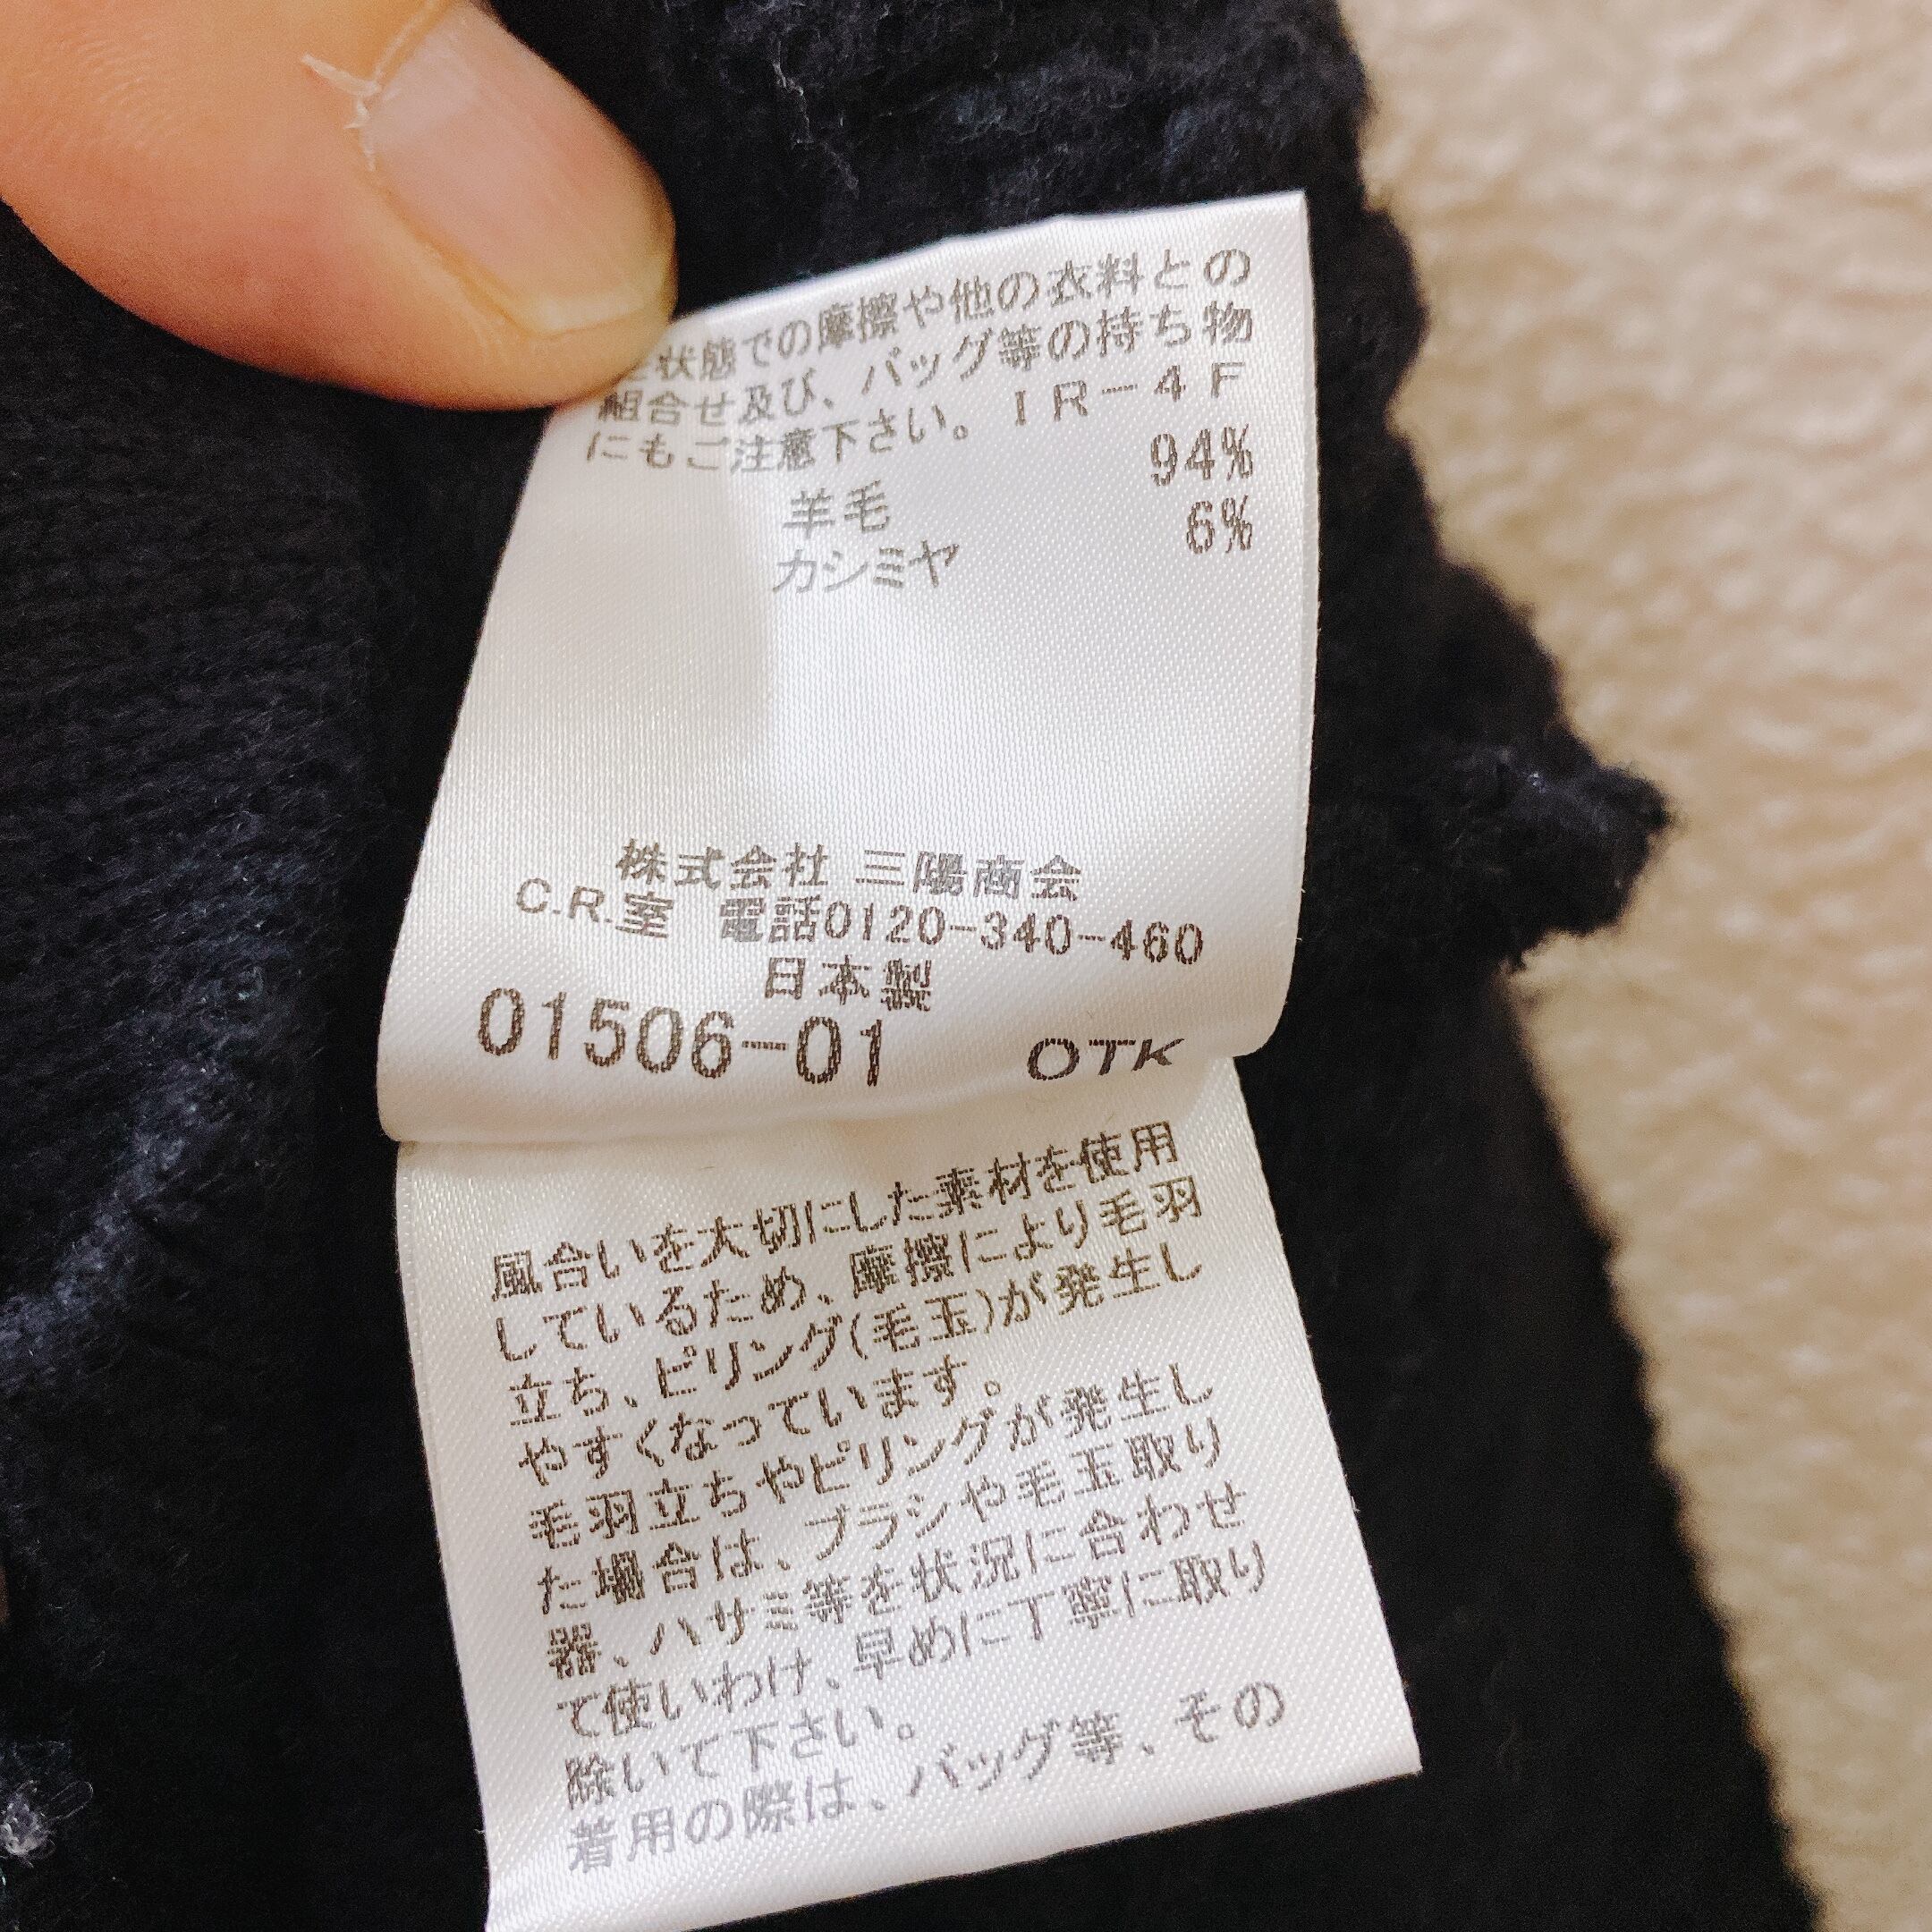 状態での摩擦や他の衣料との
組合せ及び、バッグ等の持ち物
にもご注意下さい。IR-4F
羊毛 94%
カシミヤ 6%
株式会社 三陽商会
C.R.室 電話0120-340-460
日本製
01506-01 OTK
風合いを大切にした素材を使用
しているため、摩擦により毛羽
立ち、ピリング(毛玉)が発生し
やすくなっています。
毛羽立ちやピリングが発生し
た場合は、ブラシや毛玉取り
器、ハサミ等を状況に合わせ
て使いわけ、早めに丁寧に取り
除いて下さい。
着用の際は、バッグ等、その